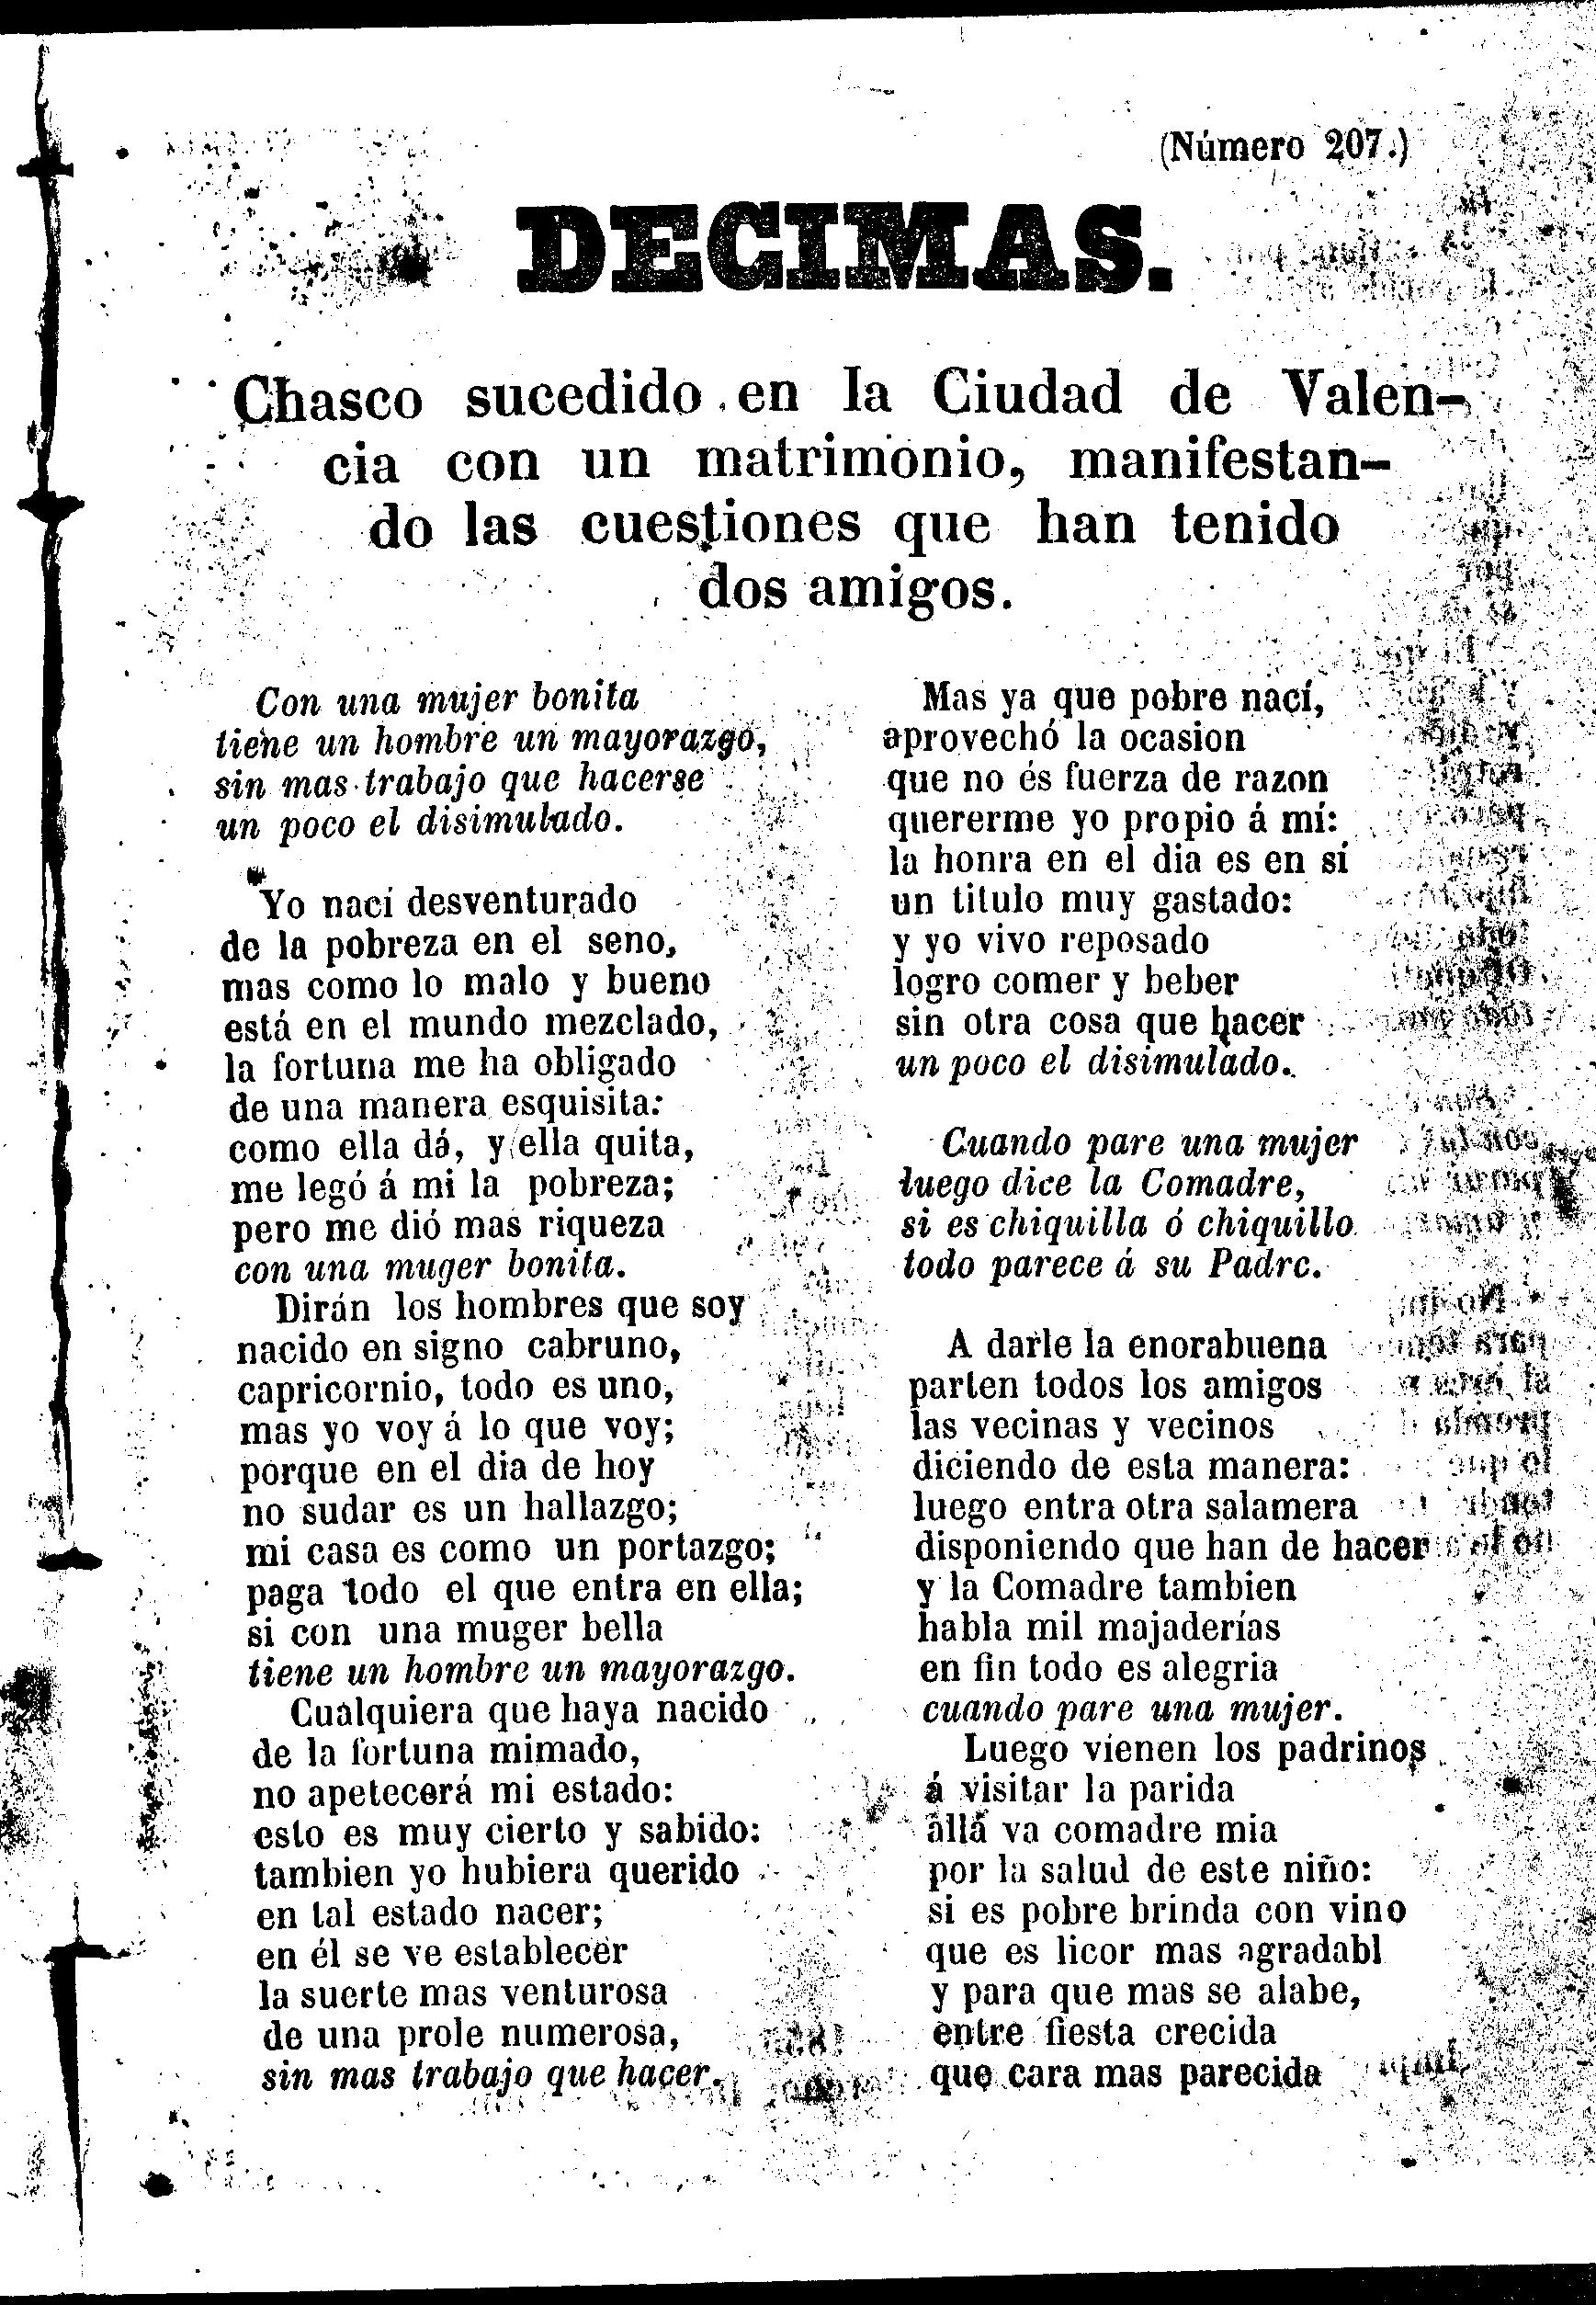 (Número 207.)
DECIMAS.
Chasco sucedido en la Ciudad de Valen-
cia con un matrimonio, manifestan-
do las cuestiones que han tenido
dos amigos.
Con una mujer bonita
tiene un hombre un mayorazgo,
sin mas trabajo que hacerse
un poco el disimulado.
Yo nací desventurado
de la pobreza en el seno,
mas como lo malo y bueno
está en el mundo mezclado,
la fortuna me ha obligado
de una manera esquisita:
como ella dá, y ella quita,
me legó á mi la pobreza;
pero me dió mas riqueza
con una muger bonita.
Dirán los hombres que soy
nacido en signo cabruno,
capricornio, todo es uno,
mas yo voy á lo que voy;
porque en el dia de hoy
no sudar es un hallazgo;
mi casa es como un portazgo;
paga todo el que entra en ella;
si con una muger bella
tiene un hombre un mayorazgo.
Cualquiera que haya nacido
de la fortuna mimado,
no apetecerá mi estado:
esto es muy cierto y sabido:
tambien yo hubiera querido
en tal estado nacer;
en él se ve establecer
la suerte mas venturosa
de una prole numerosa,
sin mas trabajo que hacer.
Mas ya que pobre nací,
aprovechó la ocasion
que no és fuerza de razon
quererme yo propio á mí:
la honra en el dia es en sí
un titulo muy gastado:
y yo vivo reposado
logro comer y beber
sin otra cosa que hacer
un poco el disimulado.
Cuando pare una mujer
luego dice la Comadre,
si es chiquilla ó chiquillo
todo parece á su Padre.
A darle la enorabuena
parten todos los amigos
las vecinas y vecinos
diciendo de esta manera:
luego entra otra salamera
disponiendo que han de hacer
y la Comadre tambien
habla mil majaderías
en fin todo es alegria
cuando pare una mujer.
Luego vienen los padrinos
á visitar la parida
allá va comadre mia
por la salud de este niño:
si es pobre brinda con vino
que es licor mas agradabl
y para que mas se alabe,
entre fiesta crecida
que cara mas parecida